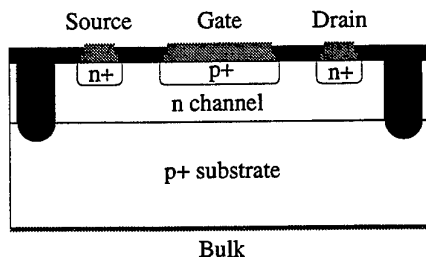 Source Gate Drain
n+ p+ n+
n channel
p+ substrate
Bulk